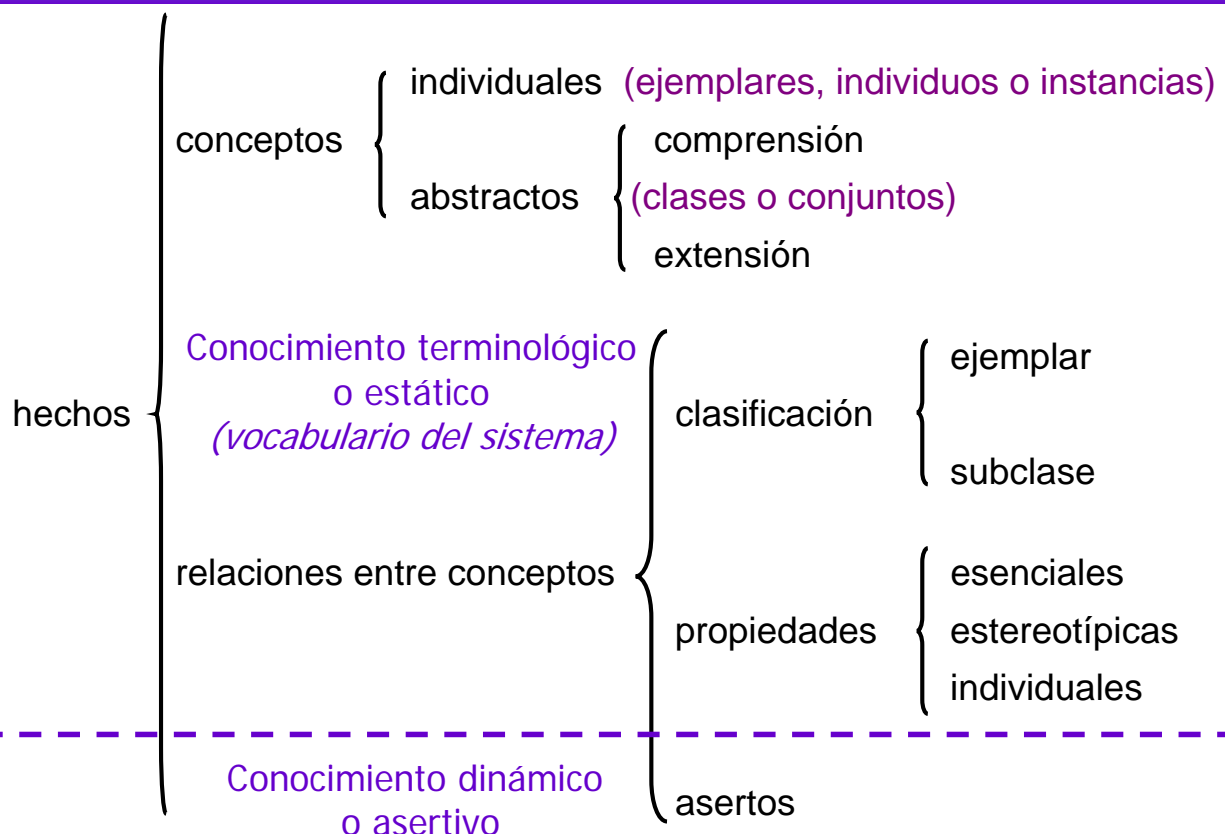 individuales (ejemplares, individuos o instancias)
conceptos
comprensión
abstractos (clases o conjuntos)
extensión
Conocimiento terminológico
o estático
(vocabulario del sistema)
hechos
clasificación
ejemplar
subclase
relaciones entre conceptos
propiedades
esenciales
estereotípicas
individuales
Conocimiento dinámico
o asertivo
asertos